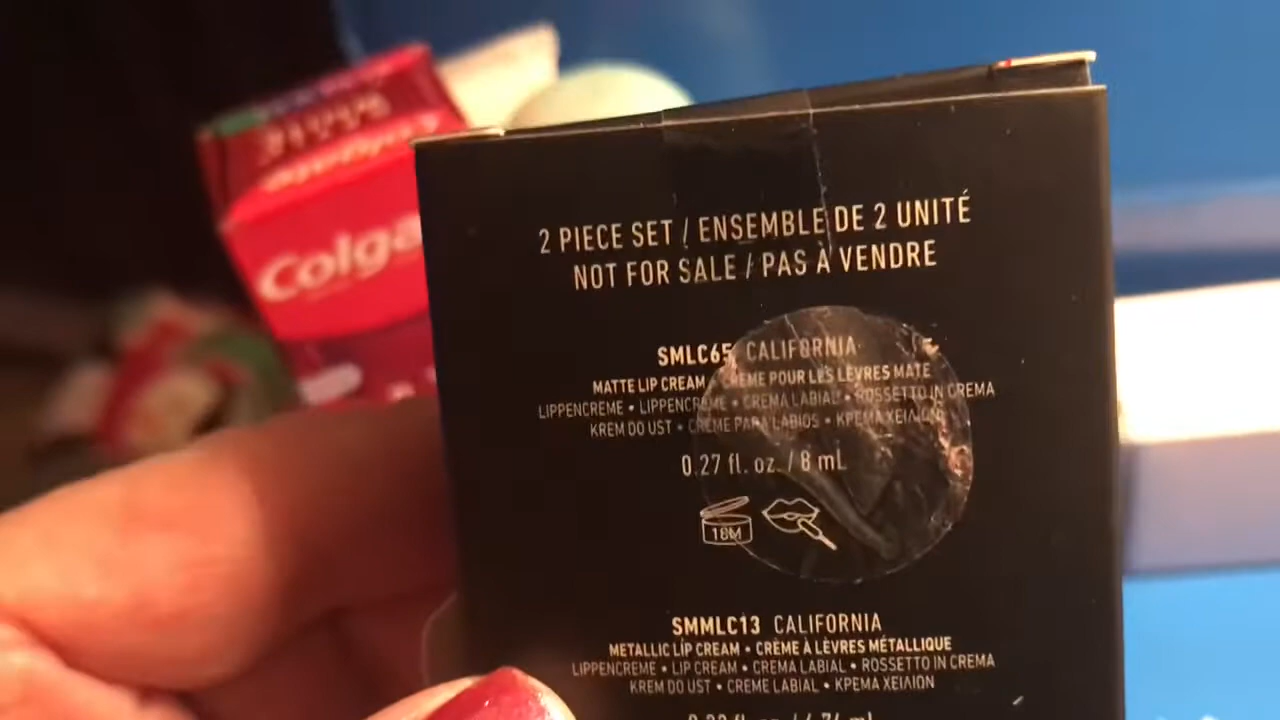 Colga
2 PIECE SET / ENSEMBLE DE 2 UNITÉ
NOT FOR SALE / PAS À VENDRE
SMLC65 CALIFORNIA
MATTE LIP CREAM • CRÈME POUR LES LÈVRES MATE
LIPPENCREME • LIPPENCREME • CREMA LABIAL • ROSSETTO IN CREMA
KREM DO UST • CREME PARA LABIOS • ΚΡΕΜΑ ΧΕΙΛΙΩΝ
0.27 fl. oz. / 8 mL
18M
SMMLC13 CALIFORNIA
METALLIC LIP CREAM • CRÈME À LÈVRES MÉTALLIQUE
LIPPENCREME • LIP CREAM • CREMA LABIAL • ROSSETTO IN CREMA
KREM DO UST • CREME LABIAL • ΚΡΕΜΑ ΧΕΙΛΙΩΝ